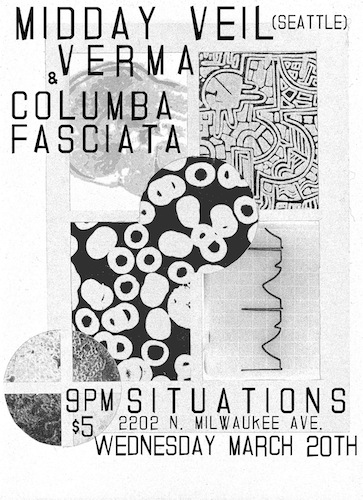 MIDDAY VEIL (SEATTLE)
VERMA
&
COLUMBA
FASCIATA
9PM SITUATIONS
$5 2202 N. MILWAUKEE AVE.
WEDNESDAY MARCH 20TH